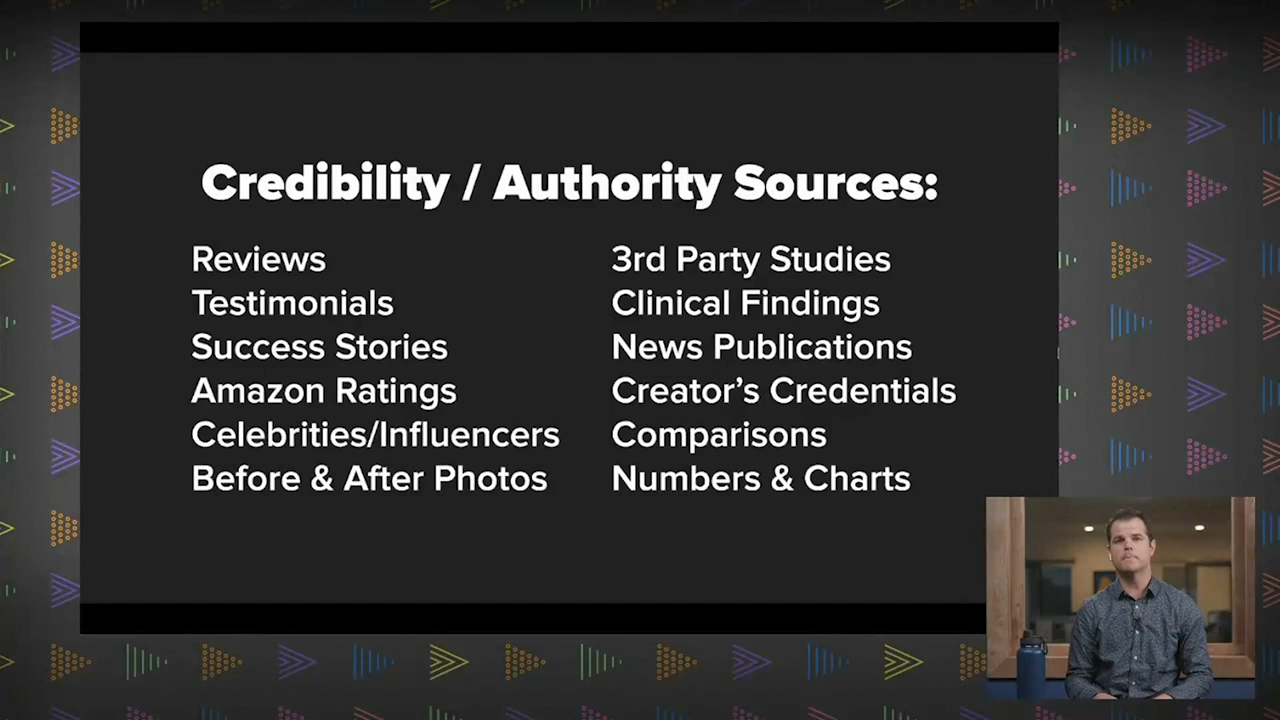 Credibility / Authority Sources:
Reviews
Testimonials
Success Stories
Amazon Ratings
Celebrities/Influencers
Before & After Photos
3rd Party Studies
Clinical Findings
News Publications
Creator’s Credentials
Comparisons
Numbers & Charts